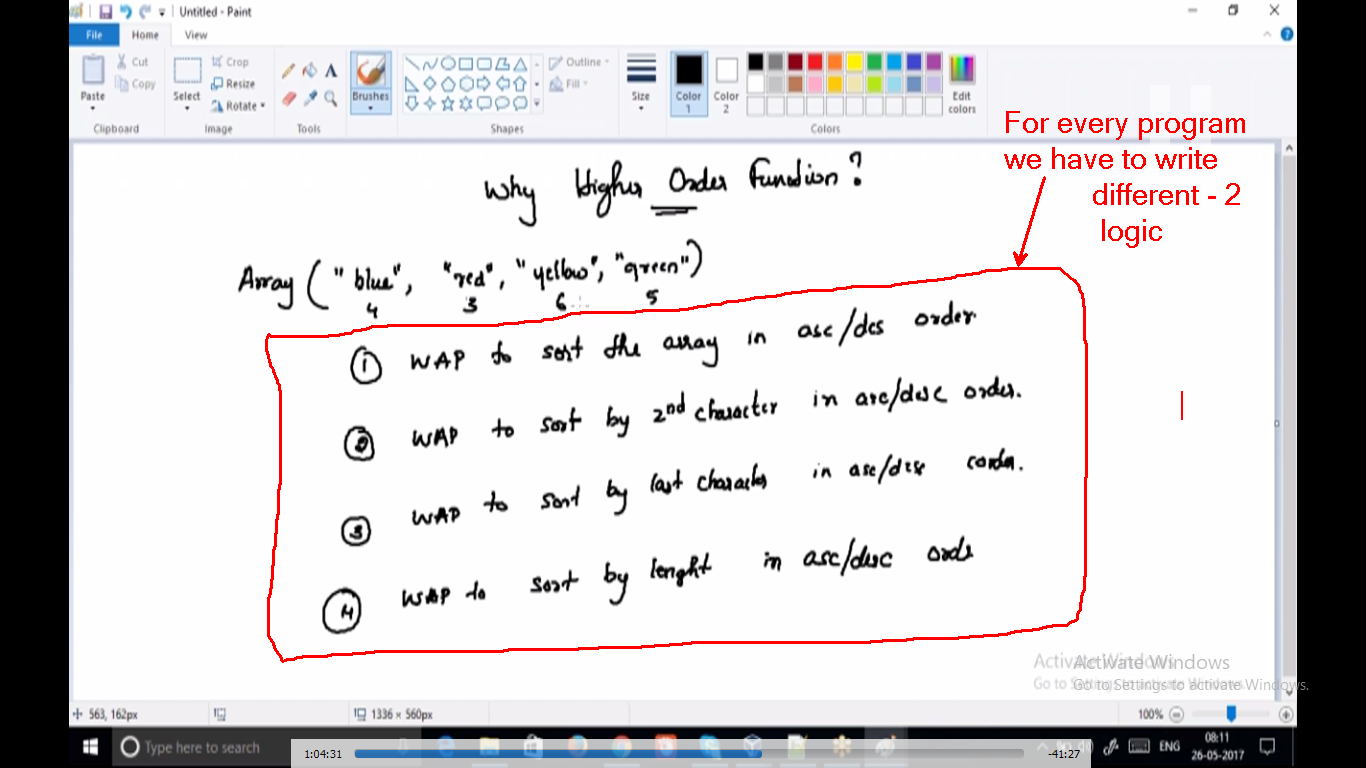 Untitled - Paint
File Home View
Paste Cut Copy Clipboard
Select Crop Resize Rotate Image
Tools
Brushes
Shapes Outline Fill
Size
Color 1 Color 2 Edit colors Colors
For every program
we have to write
different - 2
logic
Why Higher Order Function?
Array ("blue", "red", "yellow", "green")
4 3 6 5
1 WAP to sort the array in asc/des order
2 WAP to sort by 2nd character in asc/desc order.
3 WAP to sort by last character in asc/desc
4 WAP to sort by lenght in asc/desc orde
Activate Windows
Go to Settings to activate Windows.
563, 162px 1336 × 560px 100%
Type here to search
ENG 08:11
26-05-2017
1:04:31 -41:27